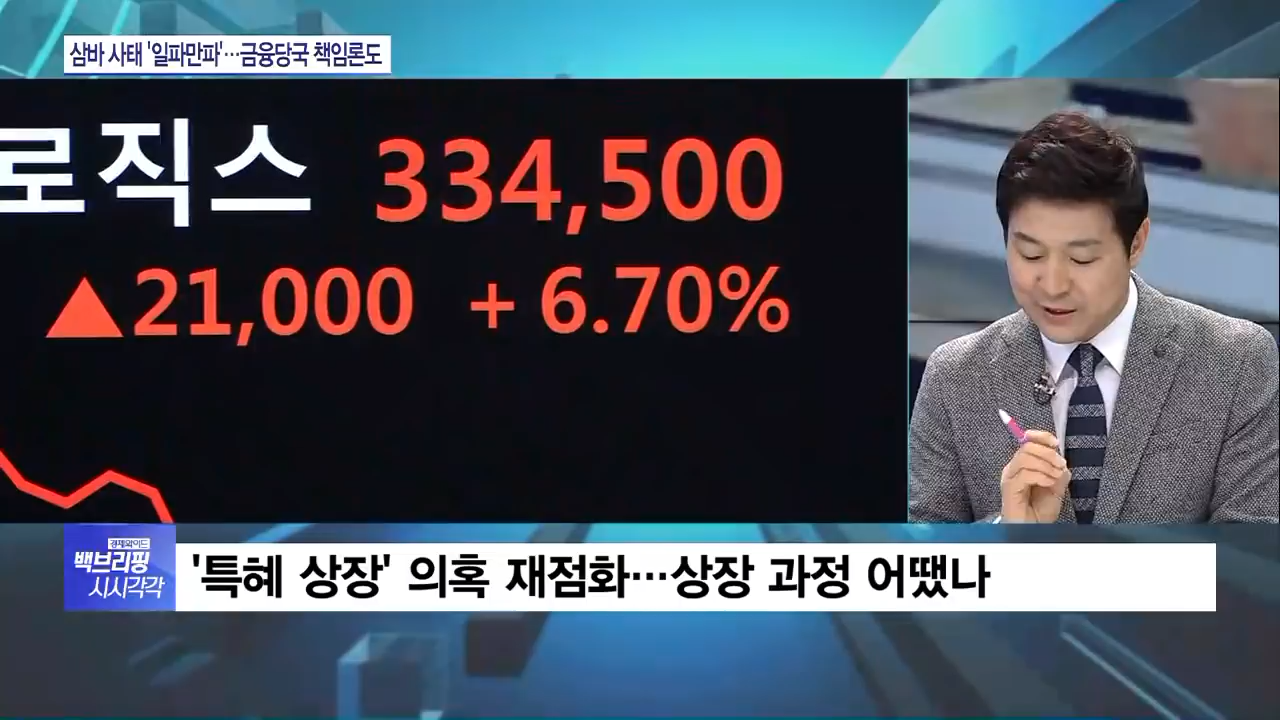 삼바 사태 '일파만파'…금융당국 책임론도
로직스 334,500
▲21,000 + 6.70%
경제와이드
백브리핑
시시각각
'특혜 상장' 의혹 재점화…상장 과정 어땠나